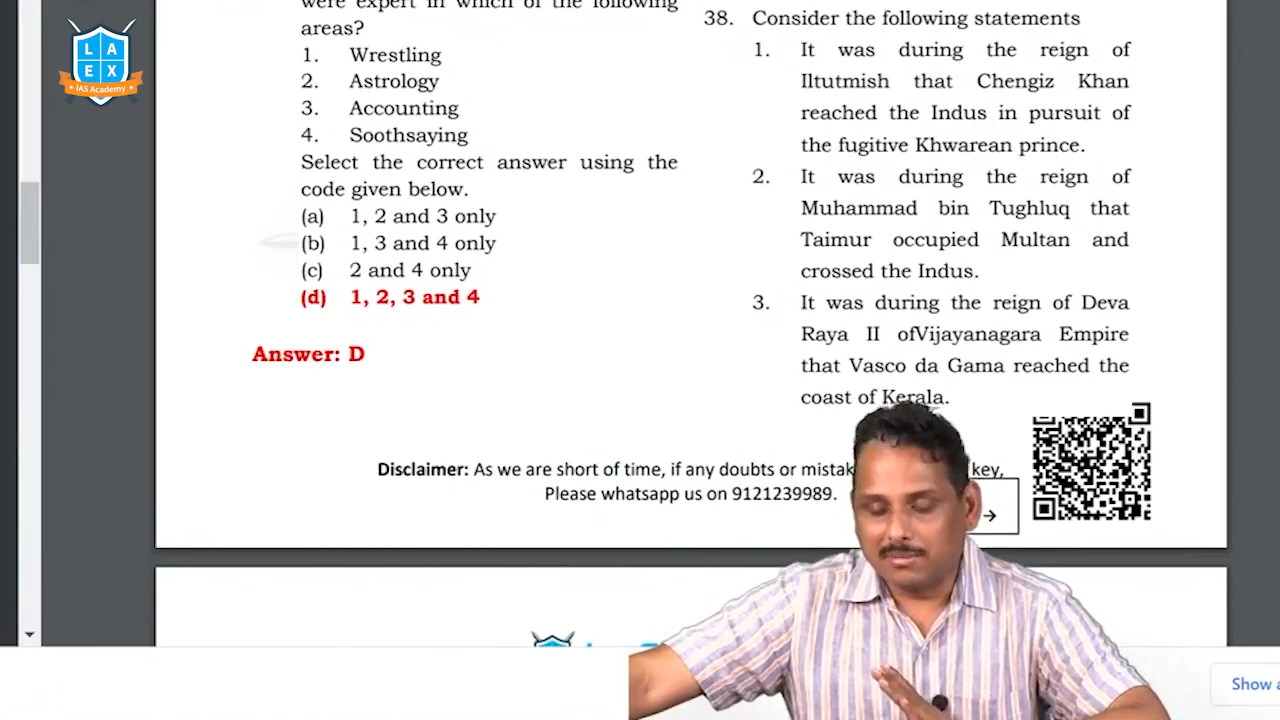 L A
E X
IAS Academy
were expert in which of the following
areas?
1. Wrestling
2. Astrology
3. Accounting
4. Soothsaying
Select the correct answer using the
code given below.
(a) 1, 2 and 3 only
(b) 1, 3 and 4 only
(c) 2 and 4 only
(d) 1, 2, 3 and 4
Answer: D
38. Consider the following statements
1. It was during the reign of
Iltutmish that Chengiz Khan
reached the Indus in pursuit of
the fugitive Khwarean prince.
2. It was during the reign of
Muhammad bin Tughluq that
Taimur occupied Multan and
crossed the Indus.
3. It was during the reign of Deva
Raya II ofVijayanagara Empire
that Vasco da Gama reached the
coast of Kerala.
Disclaimer: As we are short of time, if any doubts or mistak key,
Please whatsapp us on 9121239989.
→
Show